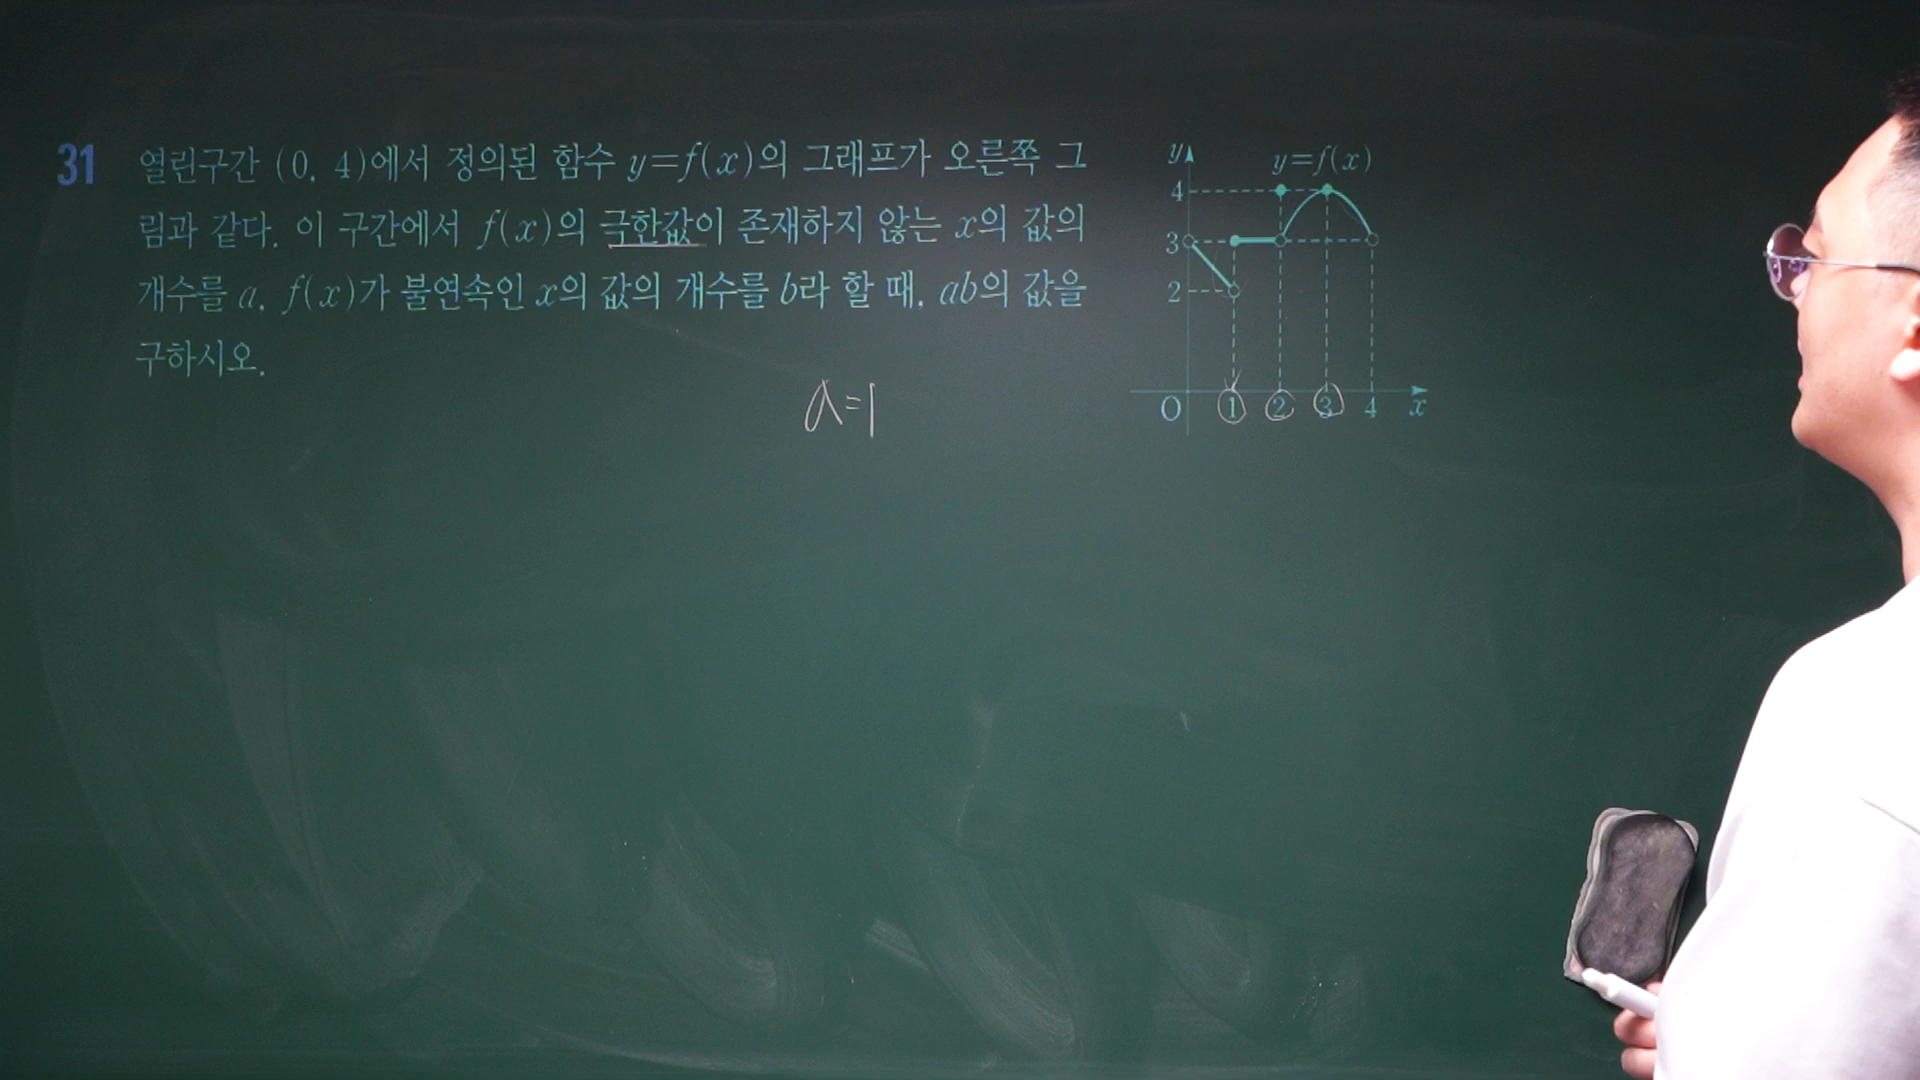 31 열린구간 (0, 4)에서 정의된 함수 y=f(x)의 그래프가 오른쪽 그
림과 같다. 이 구간에서 f(x)의 극한값이 존재하지 않는 x의 값의
개수를 a, f(x)가 불연속인 x의 값의 개수를 b라 할 때, ab의 값을
구하시오.
a=1
y y=f(x)
4
3
2
O 1 2 3 4 x